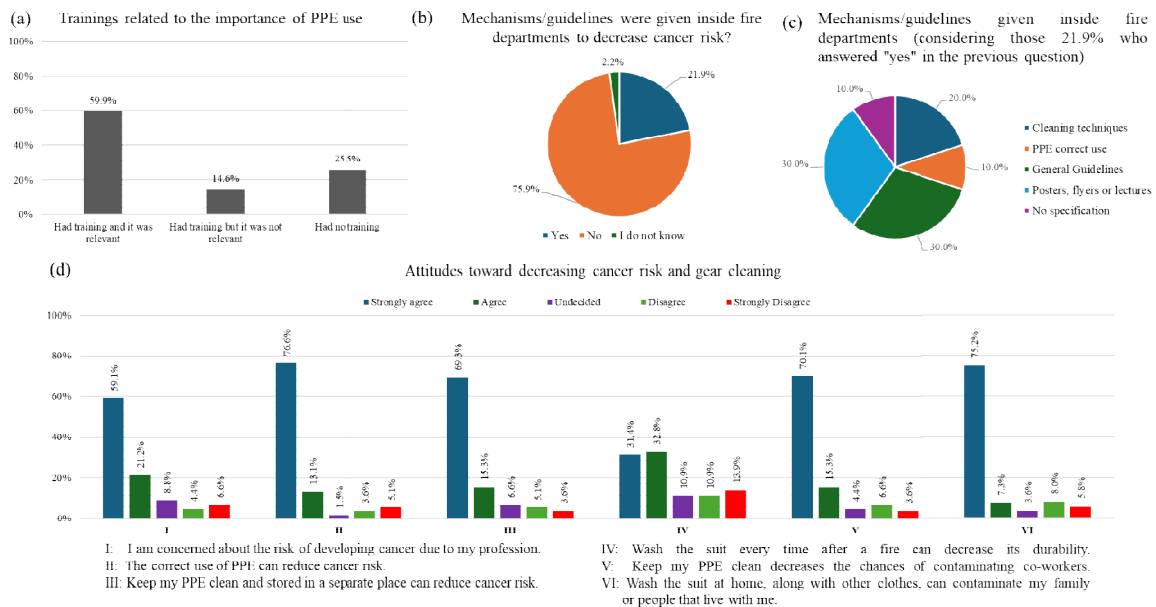 (a)
Trainings related to the importance of PPE use
100%
80%
60%
40%
20%
0%
59.9%
14.6%
25.5%
Had training and it was
relevant
Had training but it was not
relevant
Had no training
(b)
Mechanisms/guidelines were given inside fire
departments to decrease cancer risk?
2.2%
21.9%
75.9%
Yes
No
I do not know
(c)
Mechanisms/guidelines given inside fire
departments (considering those 21.9% who
answered "yes" in the previous question)
10.0%
20.0%
30.0%
10.0%
30.0%
Cleaning techniques
PPE correct use
General Guidelines
Posters, flyers or lectures
No specification
(d)
Attitudes toward decreasing cancer risk and gear cleaning
Strongly agree
Agree
Undecided
Disagree
Strongly Disagree
100%
80%
60%
40%
20%
0%
59.1%
21.2%
8.8%
4.4%
6.6%
76.6%
13.1%
1.5%
3.6%
5.1%
69.3%
15.3%
6.6%
5.1%
3.6%
31.4%
32.8%
10.9%
10.9%
13.9%
70.1%
15.3%
4.4%
6.6%
3.6%
75.2%
7.3%
3.6%
8.0%
5.8%
I
II
III
IV
V
VI
I: I am concerned about the risk of developing cancer due to my profession.
II: The correct use of PPE can reduce cancer risk.
III: Keep my PPE clean and stored in a separate place can reduce cancer risk.
IV: Wash the suit every time after a fire can decrease its durability.
V: Keep my PPE clean decreases the chances of contaminating co-workers.
VI: Wash the suit at home, along with other clothes, can contaminate my family
or people that live with me.